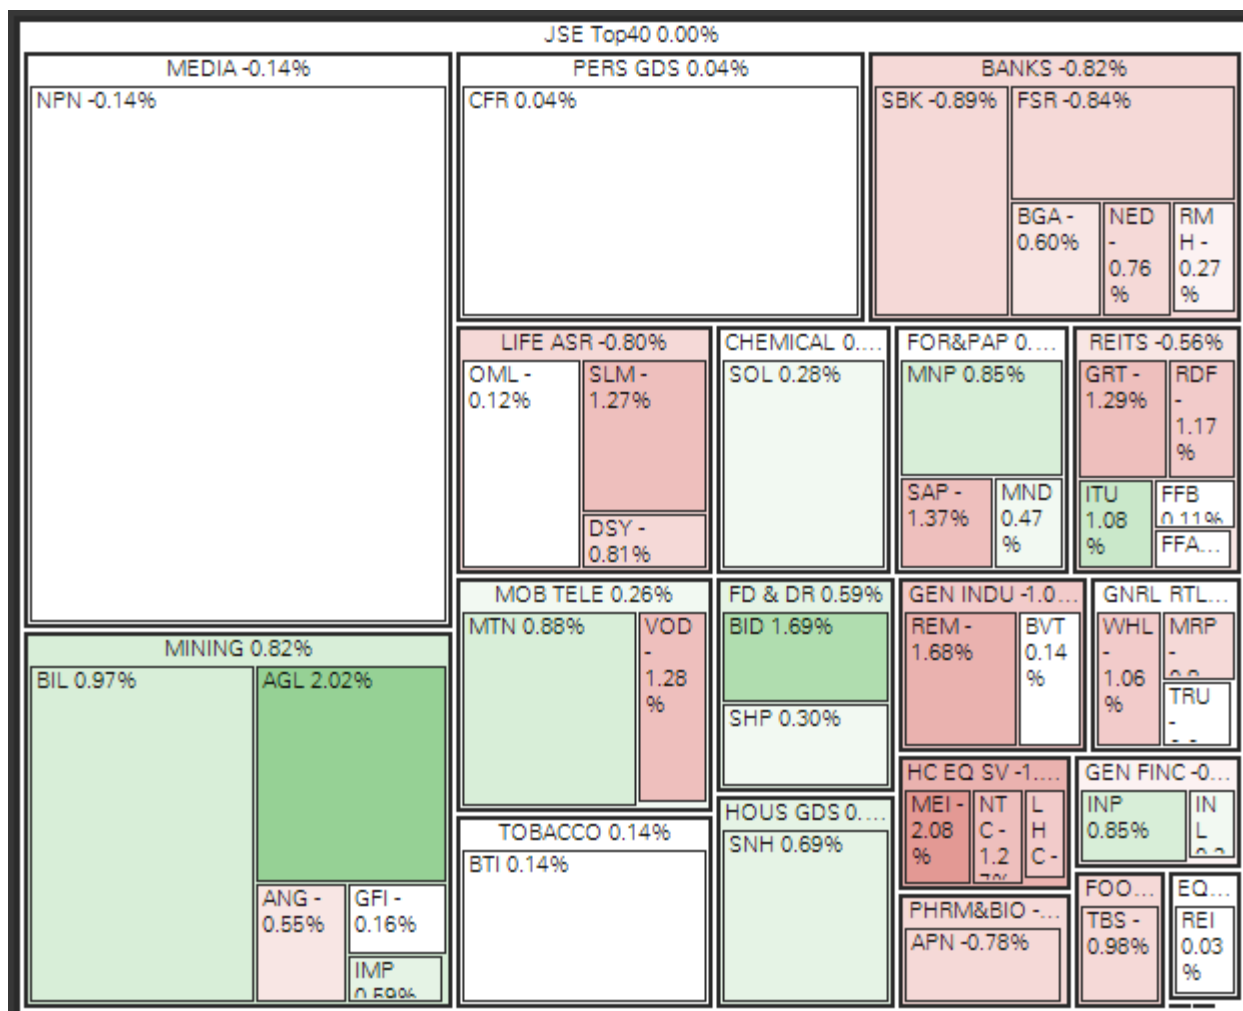 JSE Top40 0.00%
MEDIA -0.14%
NPN -0.14%
PERS GDS 0.04%
CFR 0.04%
BANKS -0.82%
SBK -0.89%
FSR -0.84%
BGA -
0.60%
NED
-
0.76
%
RM
H -
0.27
%
LIFE ASR -0.80%
OML -
0.12%
SLM -
1.27%
DSY -
0.81%
CHEMICAL 0....
SOL 0.28%
FOR&PAP 0....
MNP 0.85%
SAP -
1.37%
MND
0.47
%
REITS -0.56%
GRT -
1.29%
RDF
-
1.17
%
ITU
1.08
%
FFB
0.11%
FFA...
MINING 0.82%
BIL 0.97%
AGL 2.02%
ANG -
0.55%
GFI -
0.16%
IMP
0.59%
MOB TELE 0.26%
MTN 0.88%
VOD
-
1.28
%
TOBACCO 0.14%
BTI 0.14%
FD & DR 0.59%
BID 1.69%
SHP 0.30%
HOUS GDS 0....
SNH 0.69%
GEN INDU -1.0...
REM -
1.68%
BVT
0.14
%
GNRL RTL...
WHL
-
1.06
%
MRP
-
TRU
-
HC EQ SV -1....
MEI -
2.08
%
NT
C -
1.2
7%
L
H
C -
GEN FINC -0...
INP
0.85%
IN
L
PHRM&BIO -...
APN -0.78%
FOO...
TBS -
0.98%
EQ...
REI
0.03
%